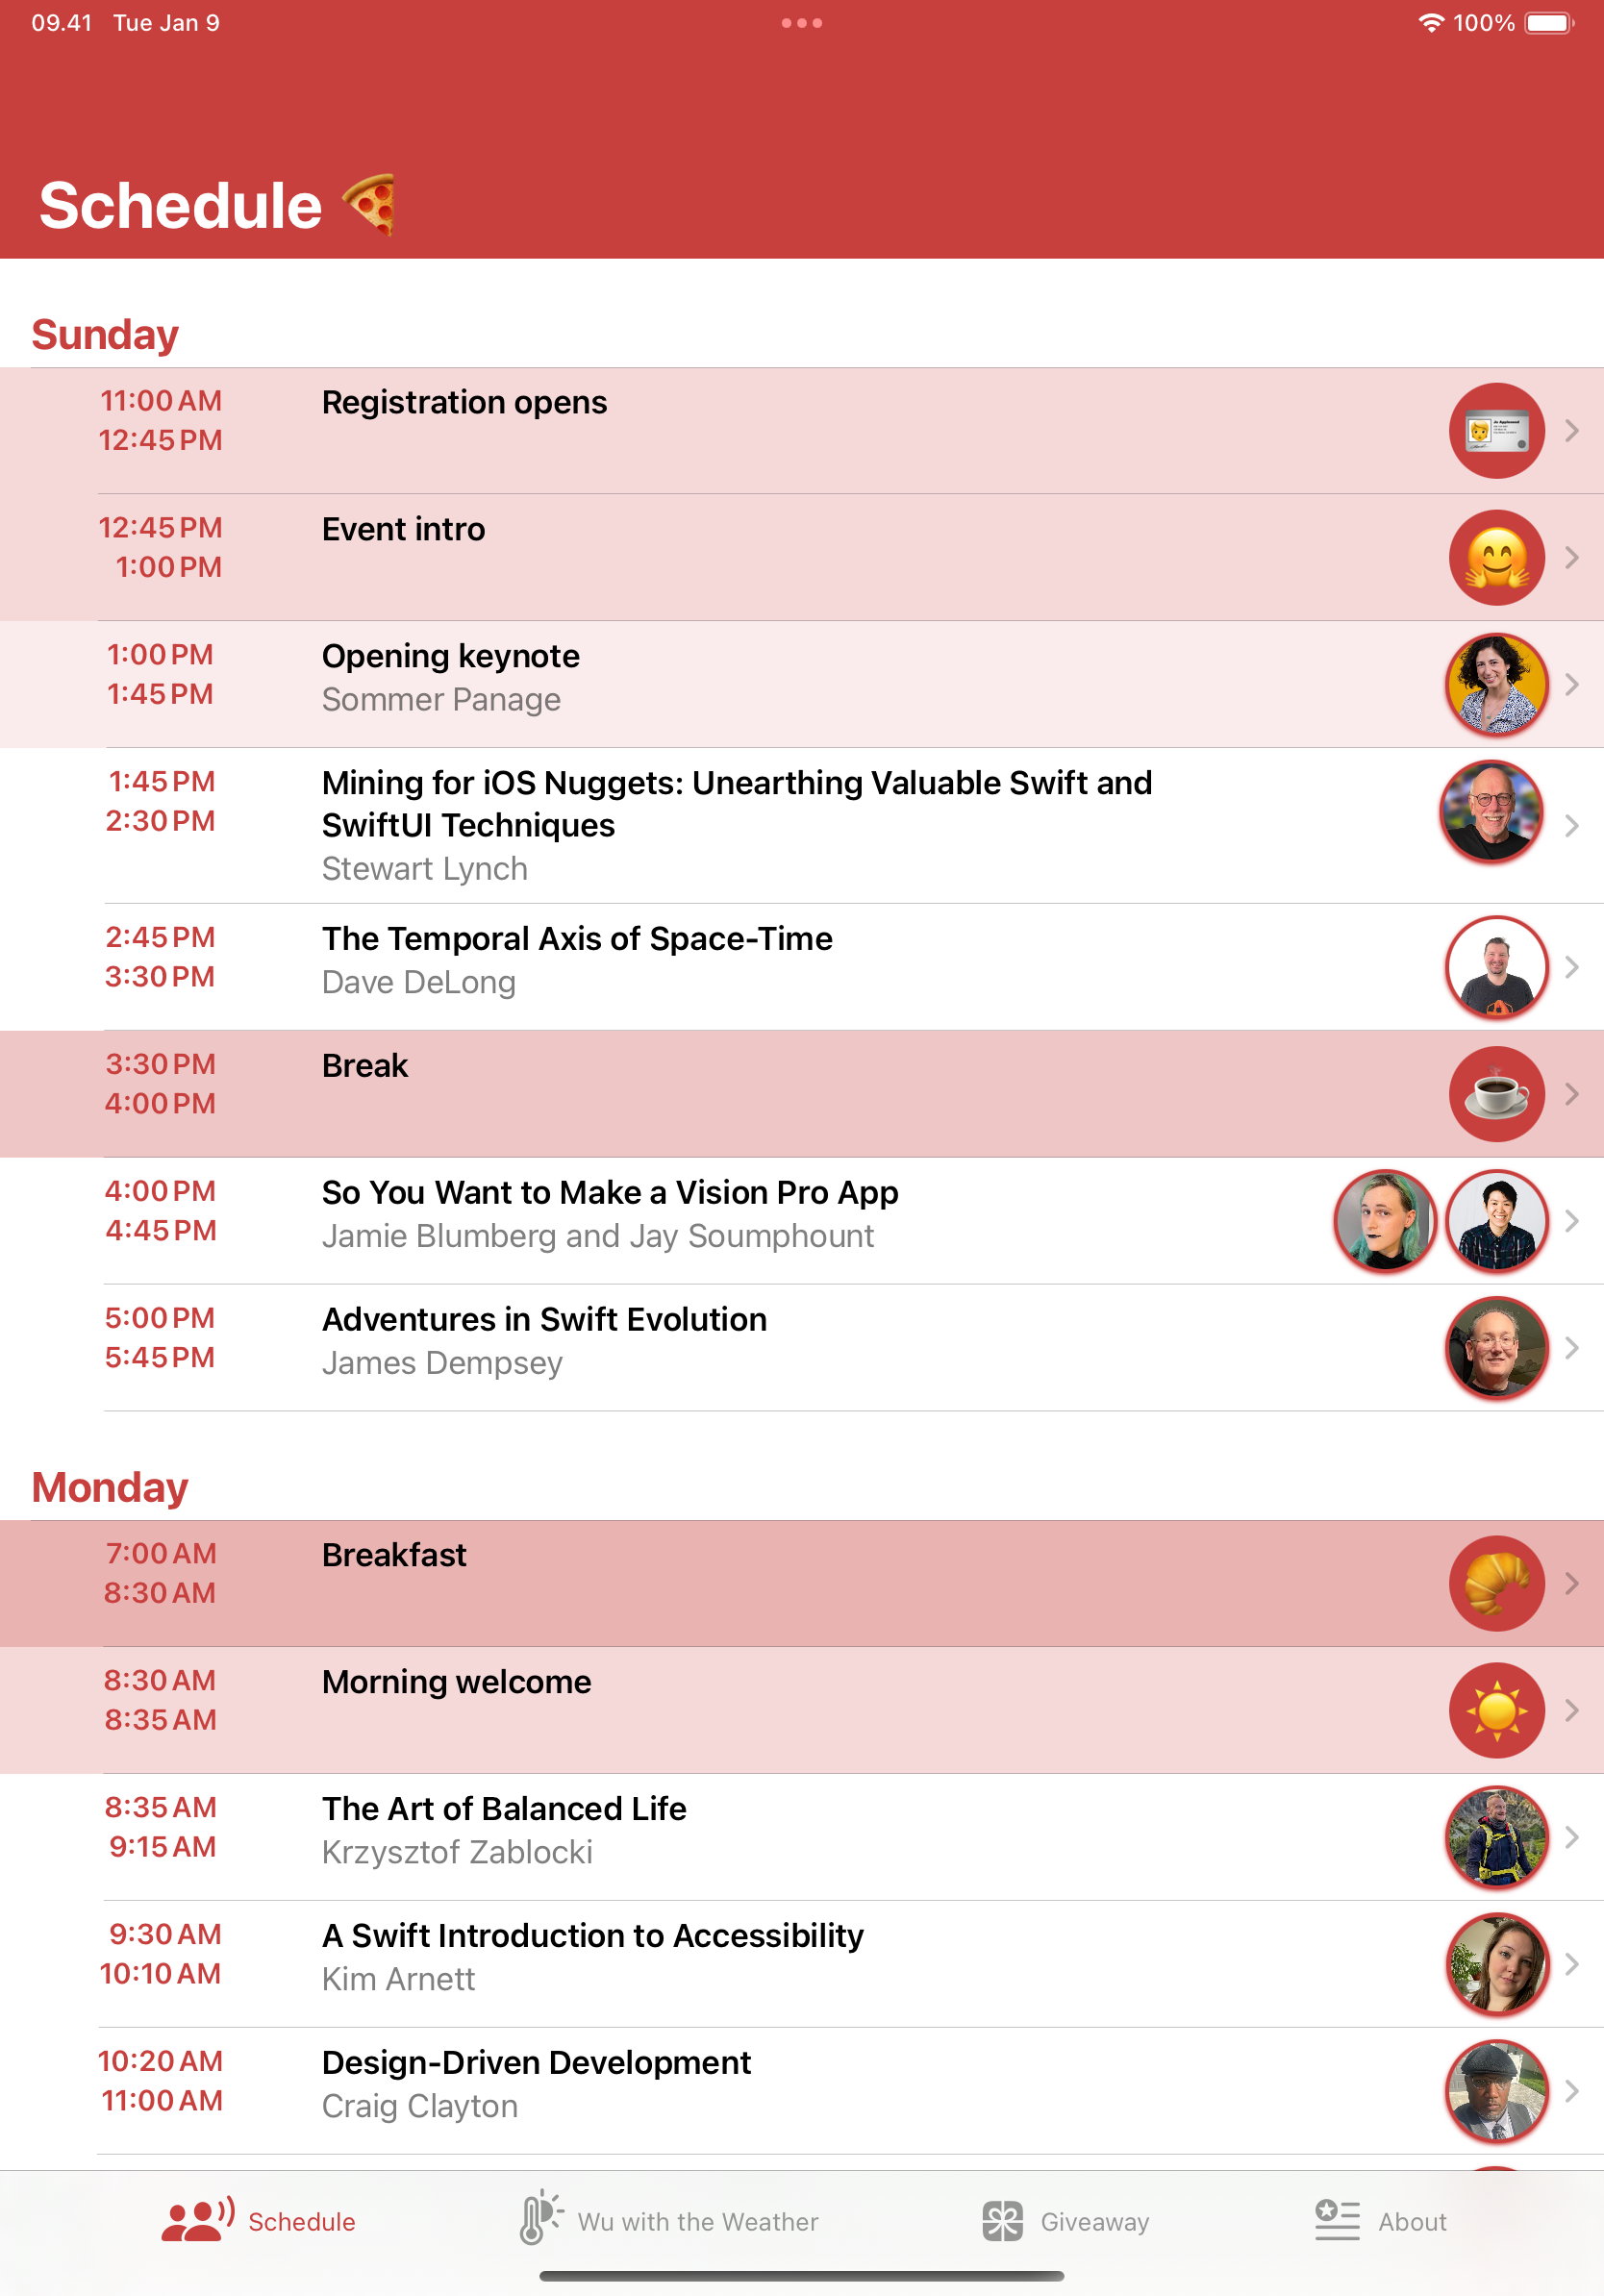 09.41 Tue Jan 9
100%
Schedule 🍕
Sunday
11:00 AM
12:45 PM
Registration opens
12:45 PM
1:00 PM
Event intro
1:00 PM
1:45 PM
Opening keynote
Sommer Panage
1:45 PM
2:30 PM
Mining for iOS Nuggets: Unearthing Valuable Swift and
SwiftUI Techniques
Stewart Lynch
2:45 PM
3:30 PM
The Temporal Axis of Space-Time
Dave DeLong
3:30 PM
4:00 PM
Break
4:00 PM
4:45 PM
So You Want to Make a Vision Pro App
Jamie Blumberg and Jay Soumphount
5:00 PM
5:45 PM
Adventures in Swift Evolution
James Dempsey
Monday
7:00 AM
8:30 AM
Breakfast
8:30 AM
8:35 AM
Morning welcome
8:35 AM
9:15 AM
The Art of Balanced Life
Krzysztof Zablocki
9:30 AM
10:10 AM
A Swift Introduction to Accessibility
Kim Arnett
10:20 AM
11:00 AM
Design-Driven Development
Craig Clayton
Schedule
Wu with the Weather
Giveaway
About